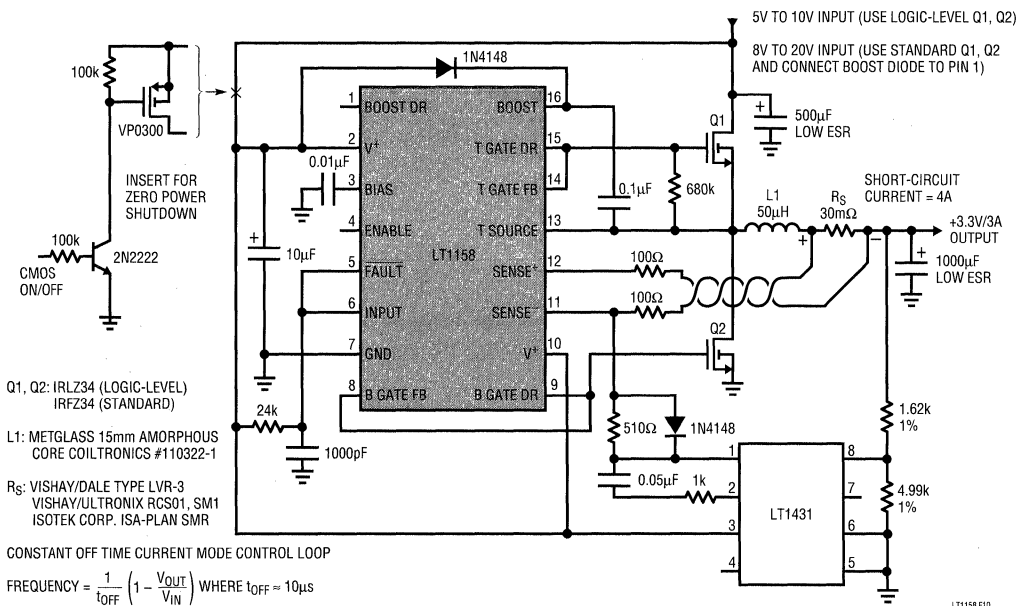 5V TO 10V INPUT (USE LOGIC-LEVEL Q1, Q2)
8V TO 20V INPUT (USE STANDARD Q1, Q2
AND CONNECT BOOST DIODE TO PIN 1)
100k
VP0300
INSERT FOR
ZERO POWER
SHUTDOWN
100k
2N2222
CMOS
ON/OFF
1N4148
1 BOOST DR
2 V+
3 BIAS
4 ENABLE
5 FAULT
6 INPUT
7 GND
8 B GATE FB
LT1158
BOOST 16
T GATE DR 15
T GATE FB 14
T SOURCE 13
SENSE+ 12
SENSE– 11
V+ 10
B GATE DR 9
0.01µF
+
10µF
24k
1000pF
Q1
+
500µF
LOW ESR
0.1µF
680k
L1
50µH
RS
30mΩ
+
–
SHORT-CIRCUIT
CURRENT = 4A
+3.3V/3A
OUTPUT
+
1000µF
LOW ESR
100Ω
100Ω
Q2
510Ω
1N4148
0.05µF
1k
1
2
3
4
LT1431
8
7
6
5
1.62k
1%
4.99k
1%
Q1, Q2: IRLZ34 (LOGIC-LEVEL)
IRFZ34 (STANDARD)
L1: METGLASS 15mm AMORPHOUS
CORE COILTRONICS #110322-1
RS: VISHAY/DALE TYPE LVR-3
VISHAY/ULTRONIX RCS01, SM1
ISOTEK CORP. ISA-PLAN SMR
CONSTANT OFF TIME CURRENT MODE CONTROL LOOP
FREQUENCY = 1/tOFF (1 – VOUT/VIN) WHERE tOFF ≈ 10µs
LT1158 F10